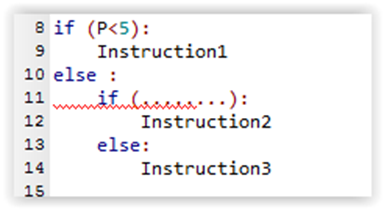 8 if (P<5):
9     Instruction1
10 else :
11     if (........):
12         Instruction2
13     else:
14         Instruction3
15